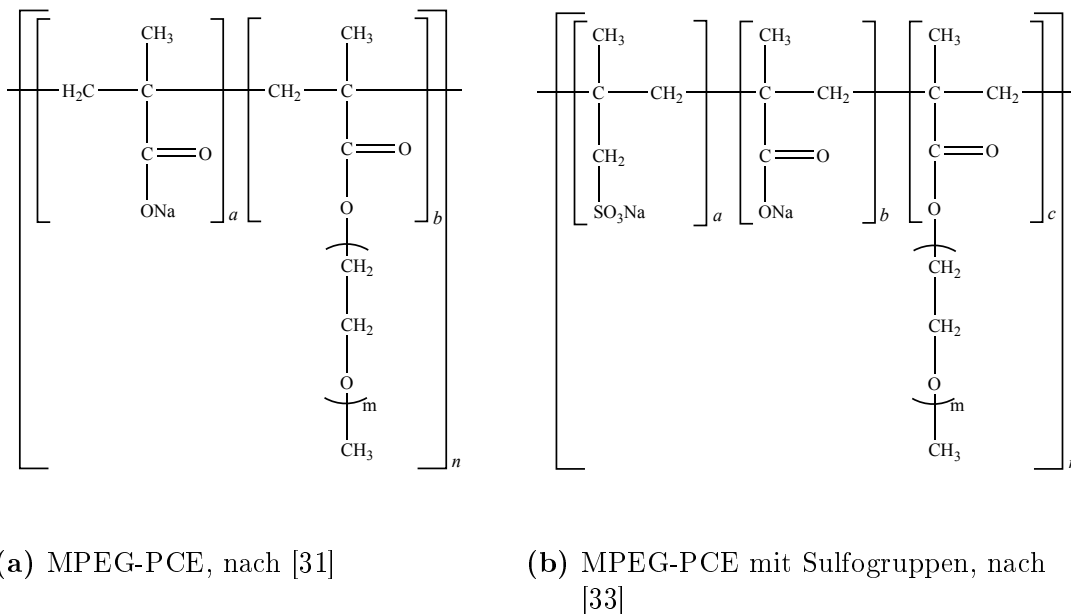 CH3 CH3
H2C C CH2 C
C O C O
ONa a O b
CH2
CH2
O
m
CH3
n
CH3 CH3 CH3
C CH2 C CH2 C CH2
CH2 C O C O
SO3Na a ONa b O c
CH2
CH2
O
m
CH3
(a) MPEG-PCE, nach [31]
(b) MPEG-PCE mit Sulfogruppen, nach
[33]